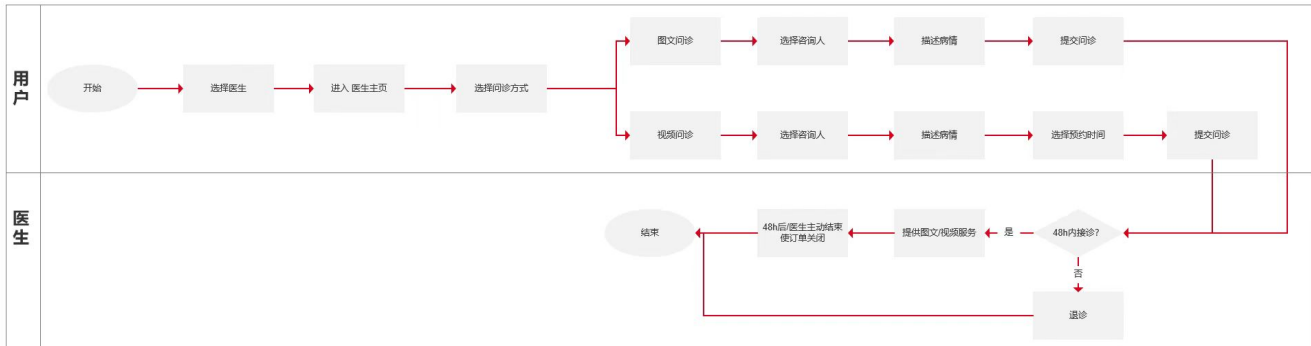 用户
图文问诊
选择咨询人
描述病情
提交问诊
开始
选择医生
进入 医生主页
选择问诊方式
视频问诊
选择咨询人
描述病情
选择预约时间
提交问诊
医生
结束
48h后/医生主动结束
使订单关闭
提供图文/视频服务
是
48h内接诊?
否
退诊